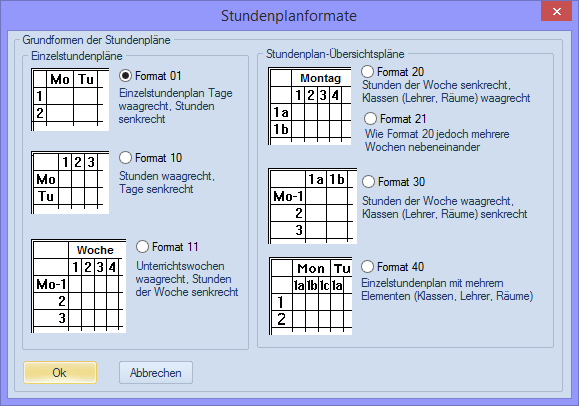 Stundenplanformate
Grundformen der Stundenpläne
Einzelstundenpläne
Mo Tu
1
2
Format 01
Einzelstundenplan Tage
waagrecht, Stunden
senkrecht
1 2 3
Mo
Tu
Format 10
Stunden waagrecht,
Tage senkrecht
Woche
1 2 3 4
Mo-1
2
3
Format 11
Unterrichtswochen
waagrecht, Stunden
der Woche senkrecht
Stundenplan-Übersichtspläne
Montag
1 2 3 4
1a
1b
Format 20
Stunden der Woche senkrecht,
Klassen (Lehrer, Räume) waagrecht
Format 21
Wie Format 20 jedoch mehrere
Wochen nebeneinander
1a 1b
Mo-1
2
3
Format 30
Stunden der Woche waagrecht,
Klassen (Lehrer, Räume) senkrecht
Mon Tu
1a 1b 1c 1a
1
2
Format 40
Einzelstundenplan mit mehrern
Elementen (Klassen, Lehrer, Räume)
Ok
Abbrechen